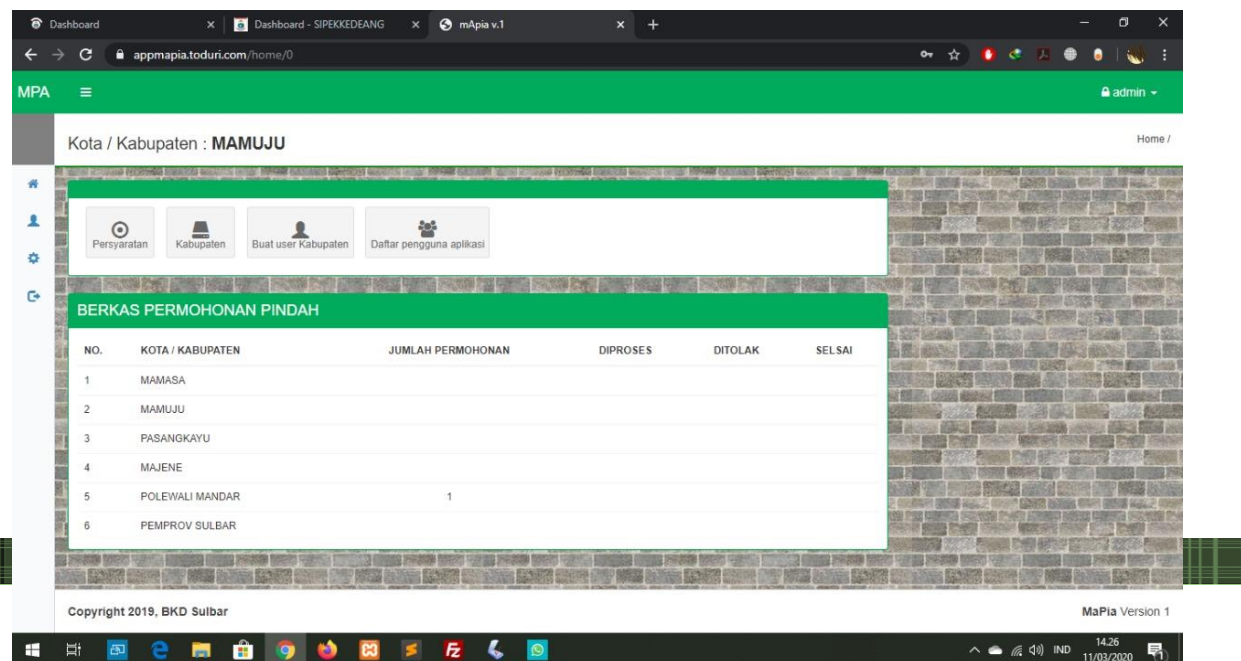 Dashboard
Dashboard - SIPEKKEDEANG
mApia v.1
appmapia.toduri.com/home/0
MPA
admin
Kota / Kabupaten : MAMUJU
Home /
Persyaratan
Kabupaten
Buat user Kabupaten
Daftar pengguna aplikasi
BERKAS PERMOHONAN PINDAH
NO. KOTA / KABUPATEN JUMLAH PERMOHONAN DIPROSES DITOLAK SELSAI
1 MAMASA
2 MAMUJU
3 PASANGKAYU
4 MAJENE
5 POLEWALI MANDAR 1
6 PEMPROV SULBAR
Copyright 2019, BKD Sulbar
MaPia Version 1
IND
14.26
11/03/2020